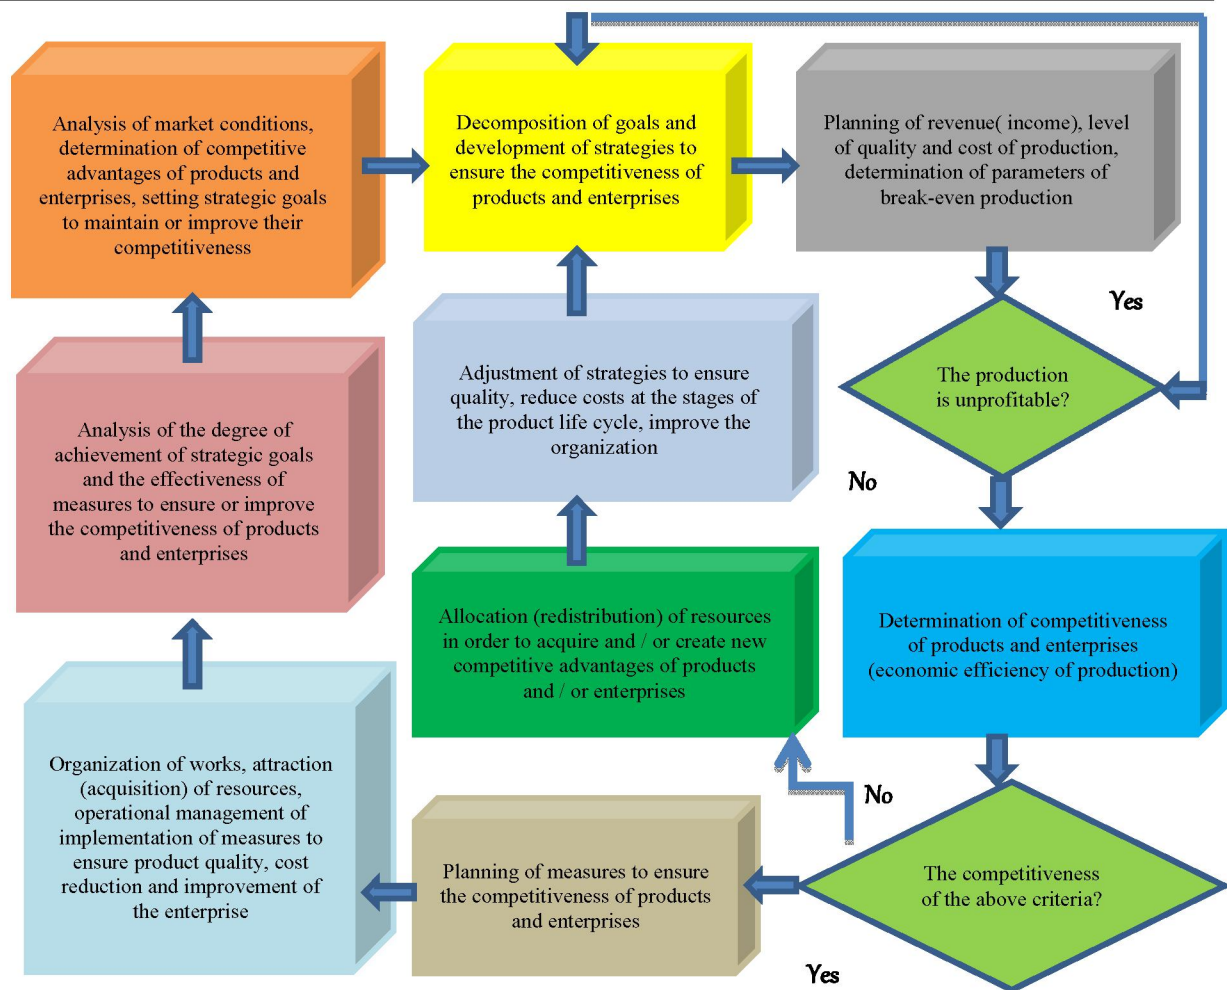 Analysis of market conditions,
determination of competitive
advantages of products and
enterprises, setting strategic goals
to maintain or improve their
competitiveness
Decomposition of goals and
development of strategies to
ensure the competitiveness of
products and enterprises
Planning of revenue( income), level
of quality and cost of production,
determination of parameters of
break-even production
Yes
The production
is unprofitable?
No
Adjustment of strategies to ensure
quality, reduce costs at the stages of
the product life cycle, improve the
organization
Analysis of the degree of
achievement of strategic goals
and the effectiveness of
measures to ensure or improve
the competitiveness of products
and enterprises
Allocation (redistribution) of resources
in order to acquire and / or create new
competitive advantages of products
and / or enterprises
Determination of competitiveness
of products and enterprises
(economic efficiency of production)
Organization of works, attraction
(acquisition) of resources,
operational management of
implementation of measures to
ensure product quality, cost
reduction and improvement of
the enterprise
No
Planning of measures to ensure
the competitiveness of products
and enterprises
The competitiveness
of the above criteria?
Yes